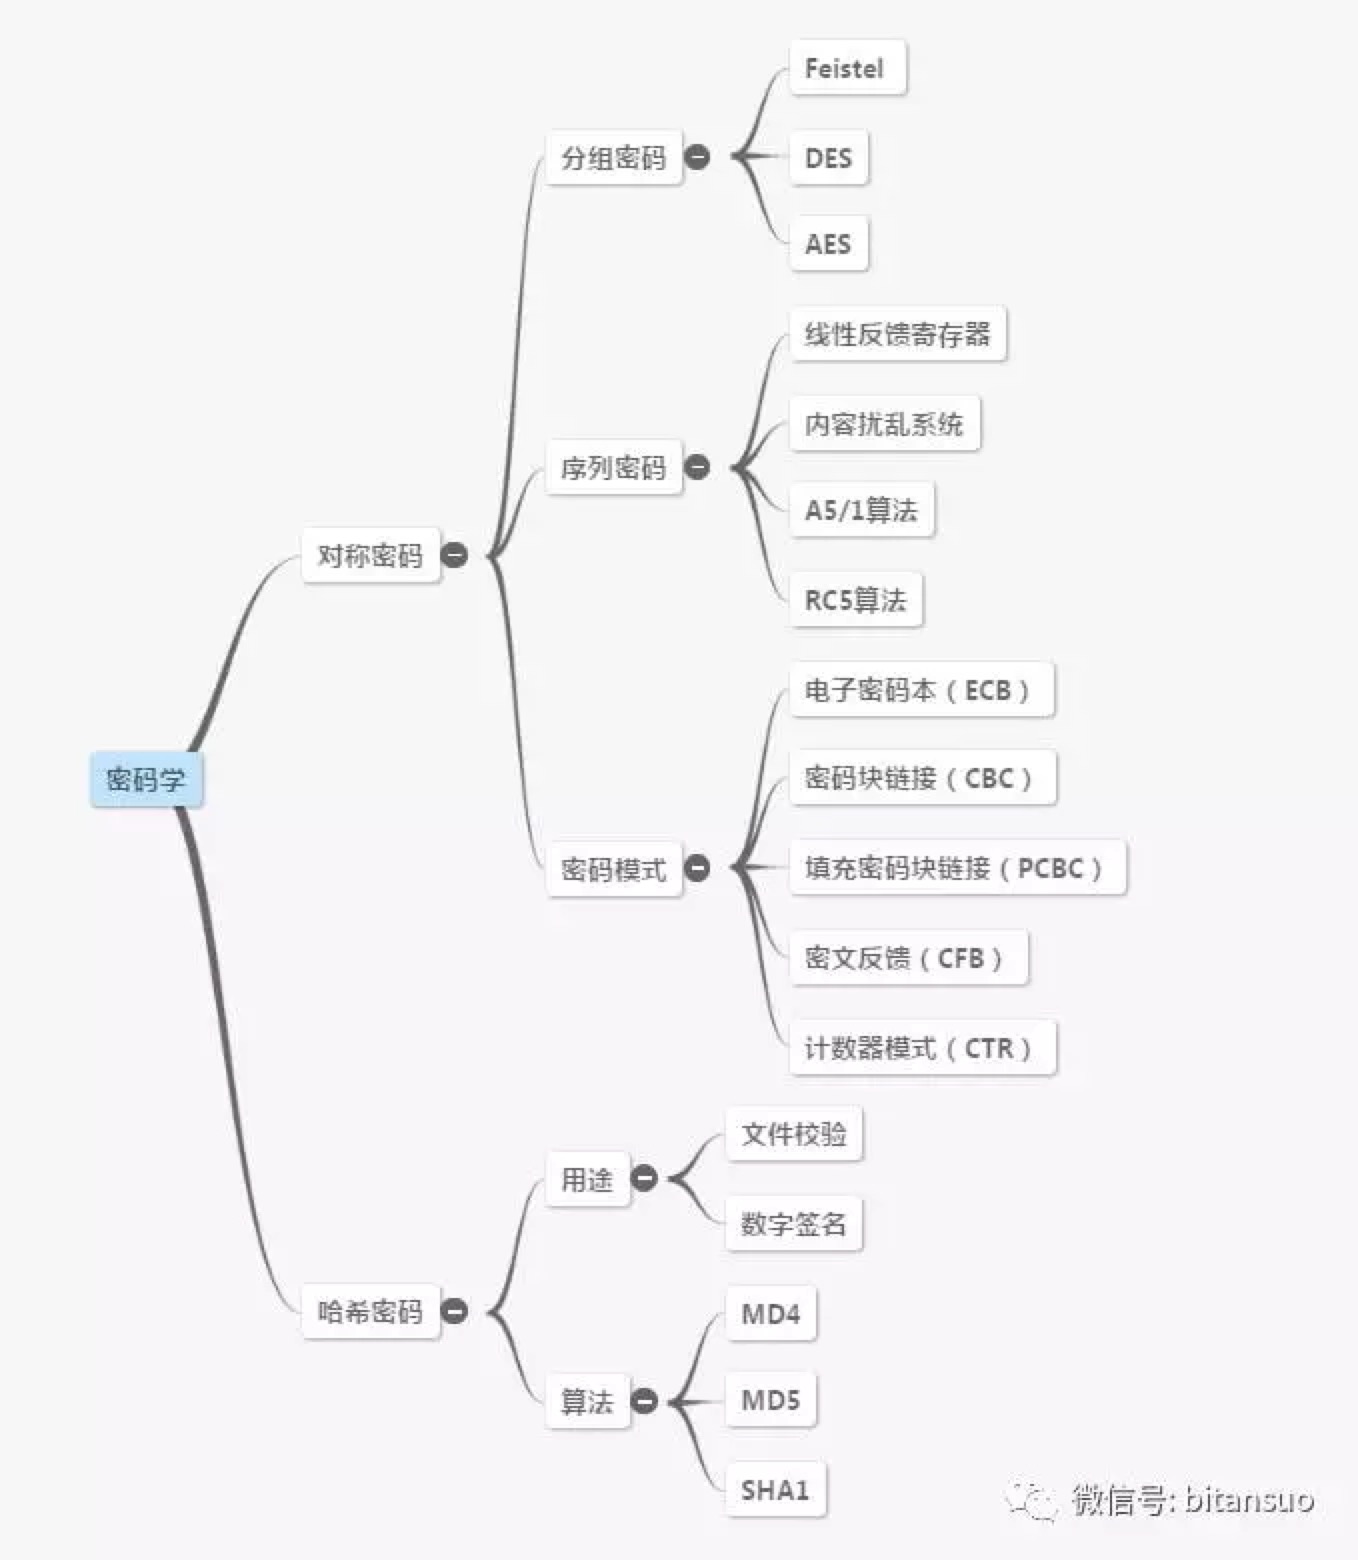 密码学
对称密码
分组密码
Feistel
DES
AES
序列密码
线性反馈寄存器
内容扰乱系统
A5/1算法
RC5算法
密码模式
电子密码本（ECB）
密码块链接（CBC）
填充密码块链接（PCBC）
密文反馈（CFB）
计数器模式（CTR）
哈希密码
用途
文件校验
数字签名
算法
MD4
MD5
SHA1
微信号: bitansuo